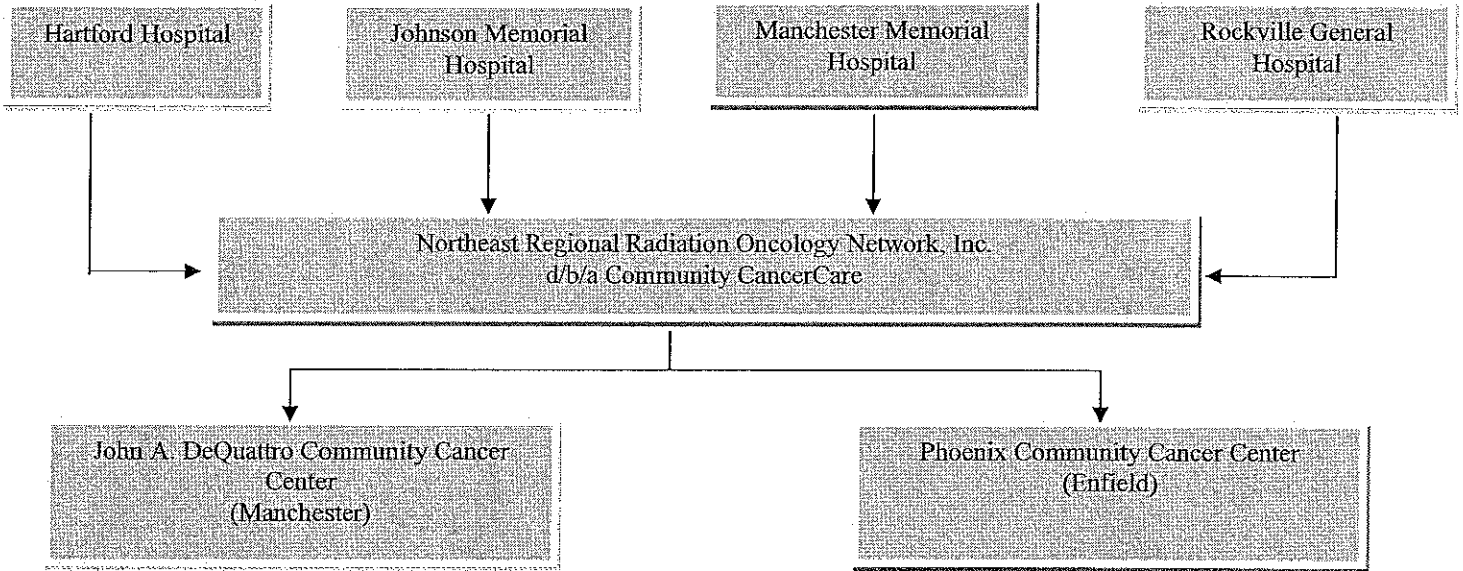 Hartford Hospital
Johnson Memorial
Hospital
Manchester Memorial
Hospital
Rockville General
Hospital
Northeast Regional Radiation Oncology Network, Inc.
d/b/a Community CancerCare
John A. DeQuattro Community Cancer
Center
(Manchester)
Phoenix Community Cancer Center
(Enfield)